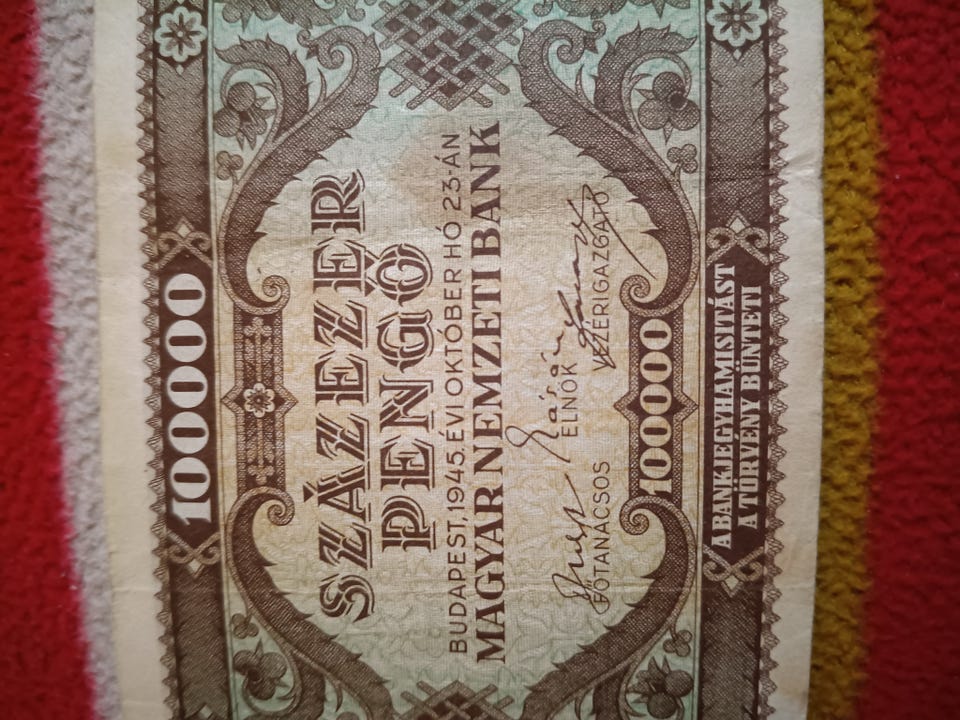 100000
SZÁZEZER
PENGŐ
BUDAPEST, 1945. ÉVI OKTÓBER HÓ 23-ÁN
MAGYAR NEMZETI BANK
FŐTANÁCSOS ELNÖK VEZÉRIGAZGATÓ
100000
A BANKJEGYHAMISÍTÁST
A TÖRVÉNY BÜNTETI